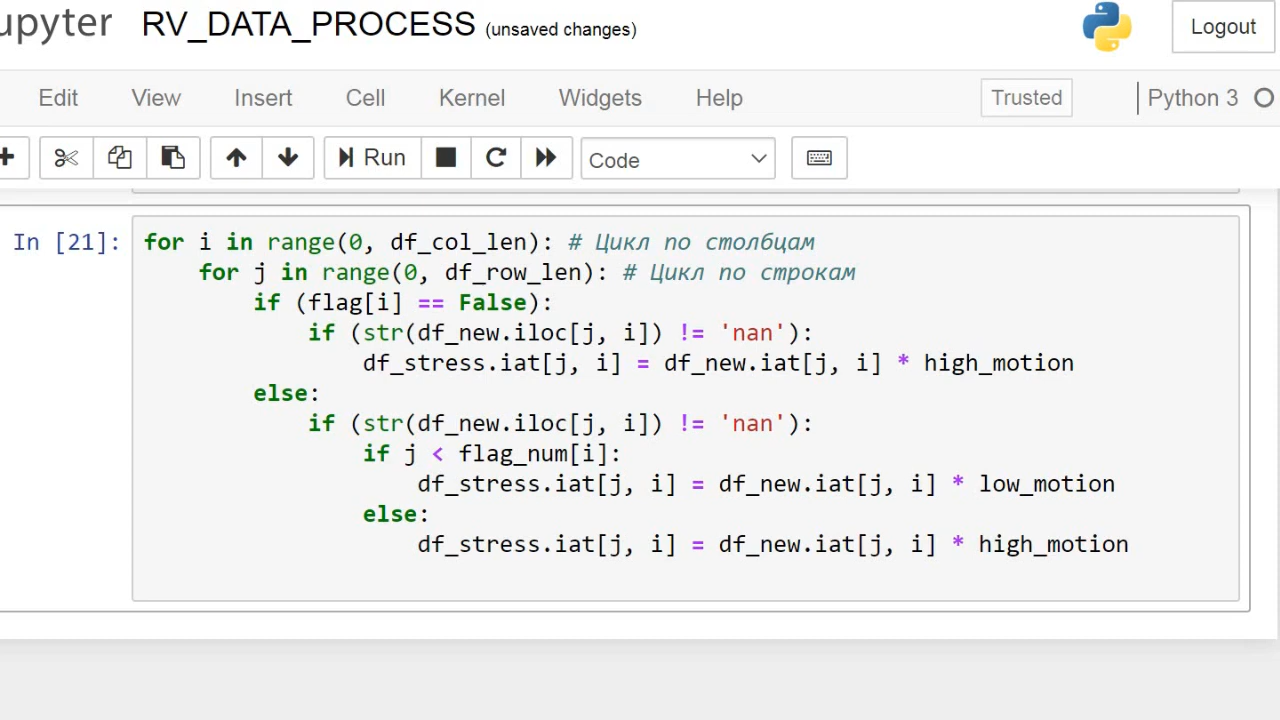 upyter RV_DATA_PROCESS (unsaved changes) Logout
Edit View Insert Cell Kernel Widgets Help Trusted Python 3
Run Code
In [21]: for i in range(0, df_col_len): # Цикл по столбцам
for j in range(0, df_row_len): # Цикл по строкам
if (flag[i] == False):
if (str(df_new.iloc[j, i]) != 'nan'):
df_stress.iat[j, i] = df_new.iat[j, i] * high_motion
else:
if (str(df_new.iloc[j, i]) != 'nan'):
if j < flag_num[i]:
df_stress.iat[j, i] = df_new.iat[j, i] * low_motion
else:
df_stress.iat[j, i] = df_new.iat[j, i] * high_motion